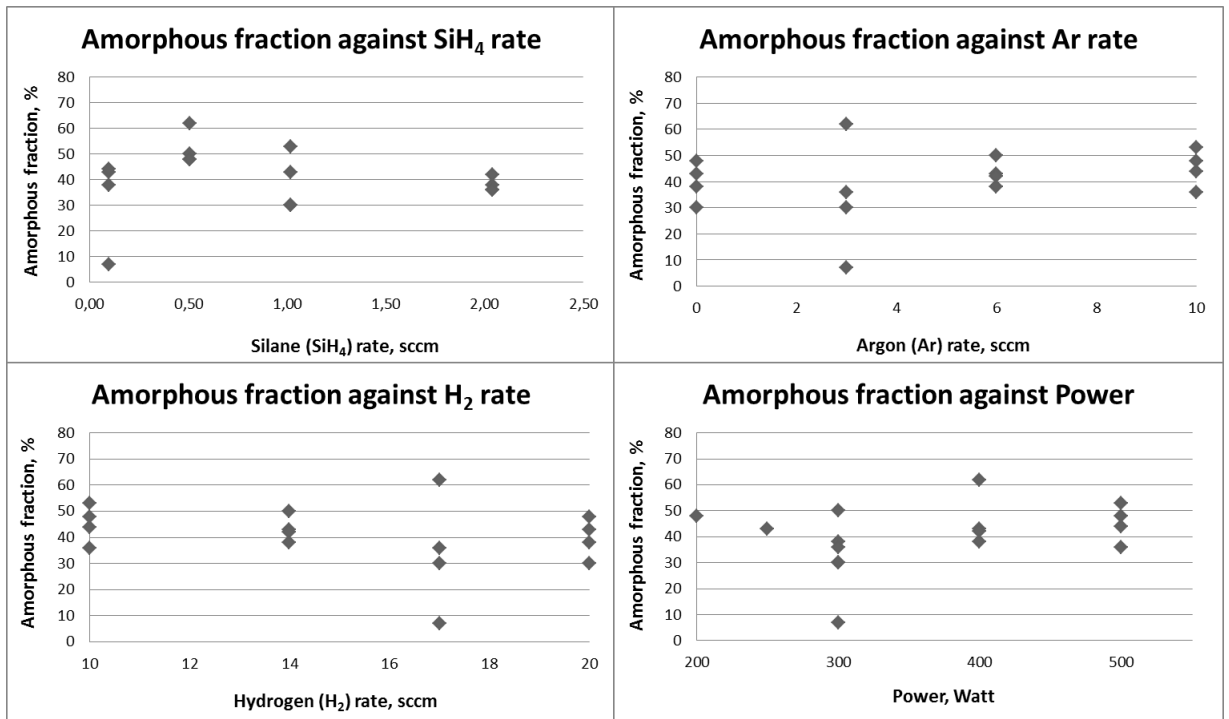 Amorphous fraction against SiH₄ rate
Amorphous fraction, %
80
70
60
50
40
30
20
10
0
0,00 0,50 1,00 1,50 2,00 2,50
Silane (SiH₄) rate, sccm
Amorphous fraction against Ar rate
Amorphous fraction, %
80
70
60
50
40
30
20
10
0
0 2 4 6 8 10
Argon (Ar) rate, sccm
Amorphous fraction against H₂ rate
Amorphous fraction, %
80
70
60
50
40
30
20
10
0
10 12 14 16 18 20
Hydrogen (H₂) rate, sccm
Amorphous fraction against Power
Amorphous fraction, %
80
70
60
50
40
30
20
10
0
200 300 400 500
Power, Watt